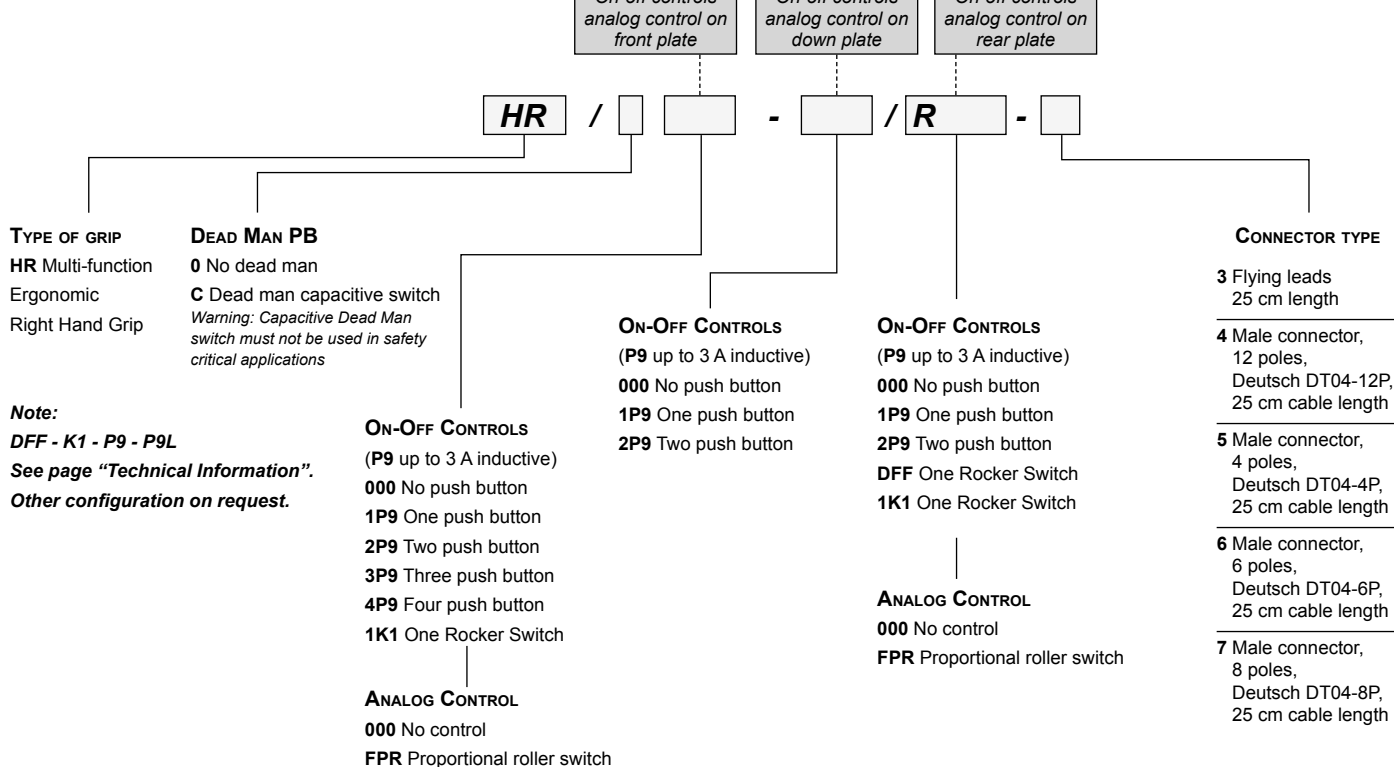 On-off controls
analog control on
front plate
On-off controls
analog control on
down plate
On-off controls
analog control on
rear plate
HR / - / R -
TYPE OF GRIP
HR Multi-function
Ergonomic
Right Hand Grip
DEAD MAN PB
0 No dead man
C Dead man capacitive switch
Warning: Capacitive Dead Man
switch must not be used in safety
critical applications
Note:
DFF - K1 - P9 - P9L
See page “Technical Information”.
Other configuration on request.
ON-OFF CONTROLS
(P9 up to 3 A inductive)
000 No push button
1P9 One push button
2P9 Two push button
3P9 Three push button
4P9 Four push button
1K1 One Rocker Switch
ANALOG CONTROL
000 No control
FPR Proportional roller switch
ON-OFF CONTROLS
(P9 up to 3 A inductive)
000 No push button
1P9 One push button
2P9 Two push button
ON-OFF CONTROLS
(P9 up to 3 A inductive)
000 No push button
1P9 One push button
2P9 Two push button
DFF One Rocker Switch
1K1 One Rocker Switch
ANALOG CONTROL
000 No control
FPR Proportional roller switch
CONNECTOR TYPE
3 Flying leads
25 cm length
4 Male connector,
12 poles,
Deutsch DT04-12P,
25 cm cable length
5 Male connector,
4 poles,
Deutsch DT04-4P,
25 cm cable length
6 Male connector,
6 poles,
Deutsch DT04-6P,
25 cm cable length
7 Male connector,
8 poles,
Deutsch DT04-8P,
25 cm cable length